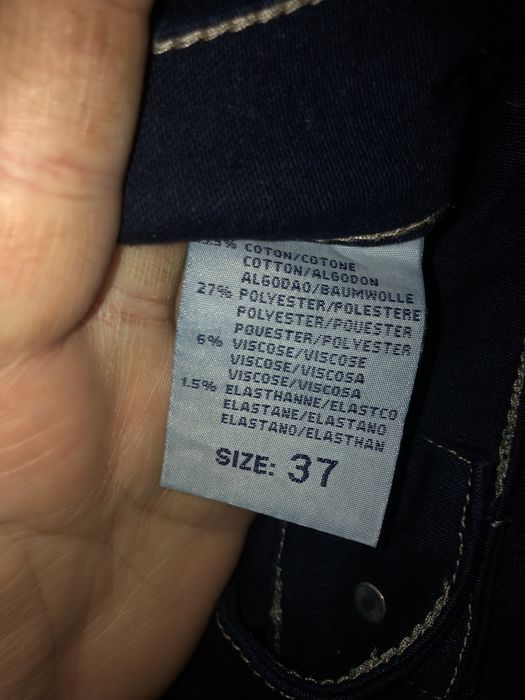 COTON/COTONE
COTTON/ALGODON
ALGODAO/BAUMWOLLE
27% POLYESTER/POLESTERE
POLYESTER/POUESTER
POUESTER/POLYESTER
6% VISCOSE/VISCOSE
VISCOSE/VISCOSA
VISCOSE/VISCOSA
1.5% ELASTHANNE/ELASTCO
ELASTANE/ELASTANO
ELASTANO/ELASTHAN
SIZE: 37